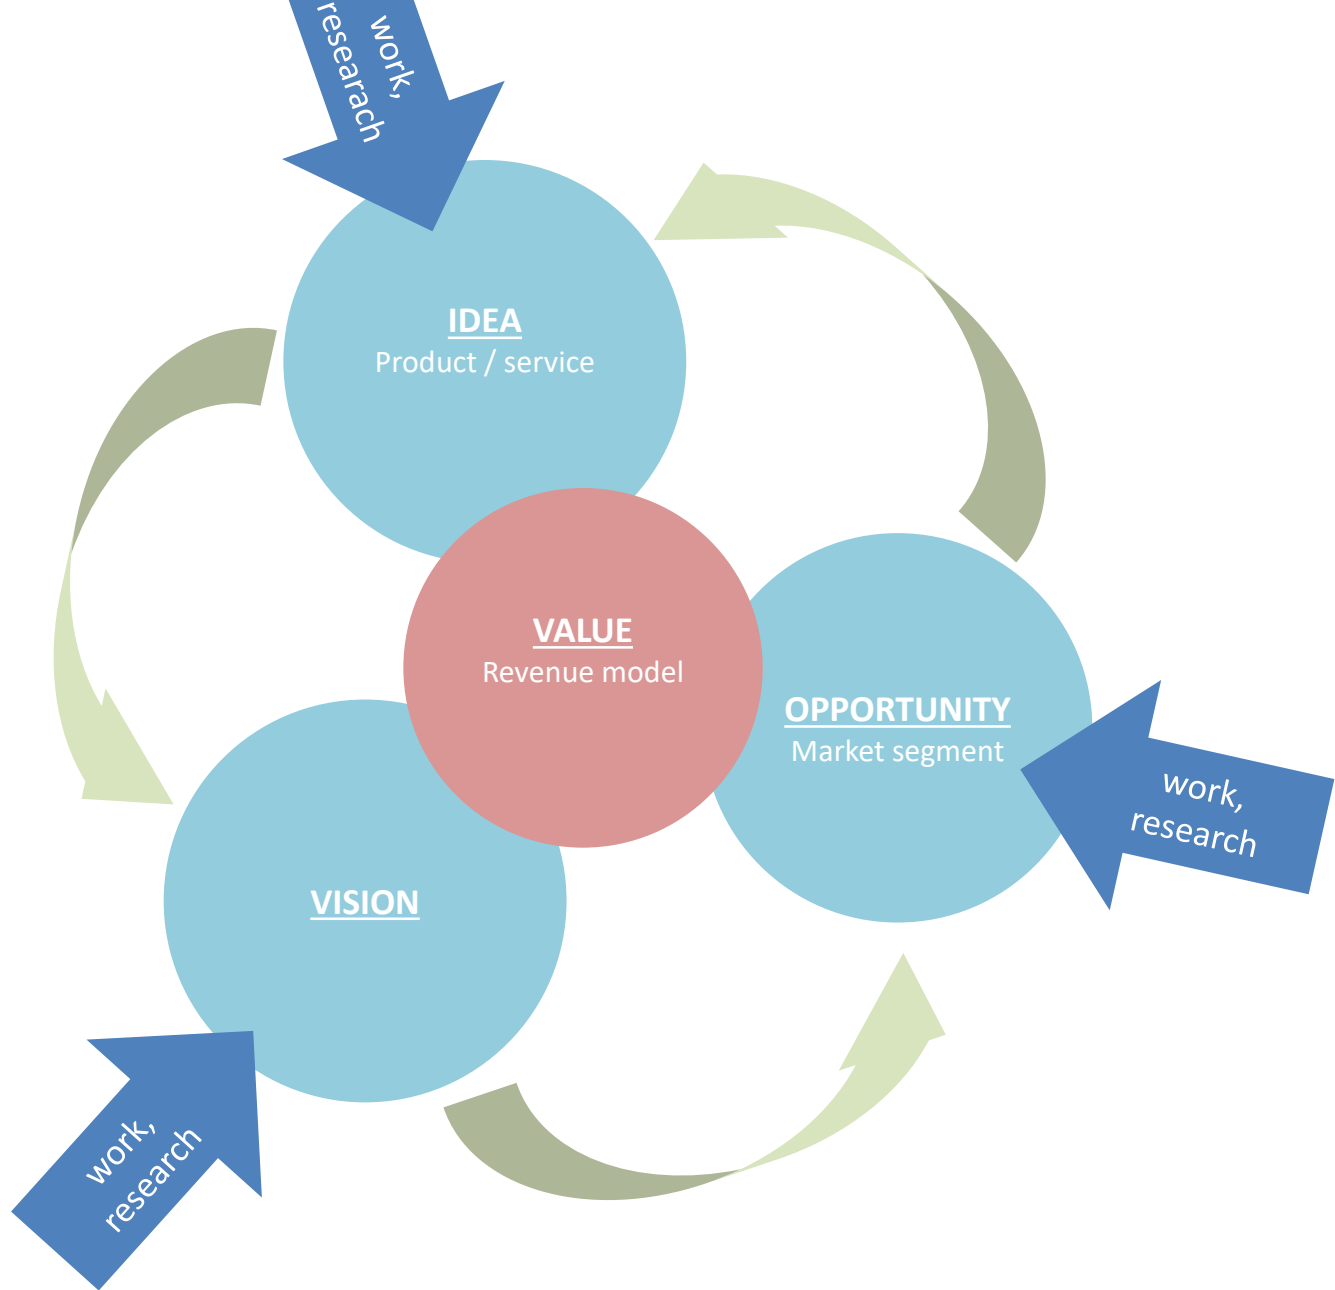 work,
researach
IDEA
Product / service
VALUE
Revenue model
OPPORTUNITY
Market segment
work,
research
VISION
work,
research